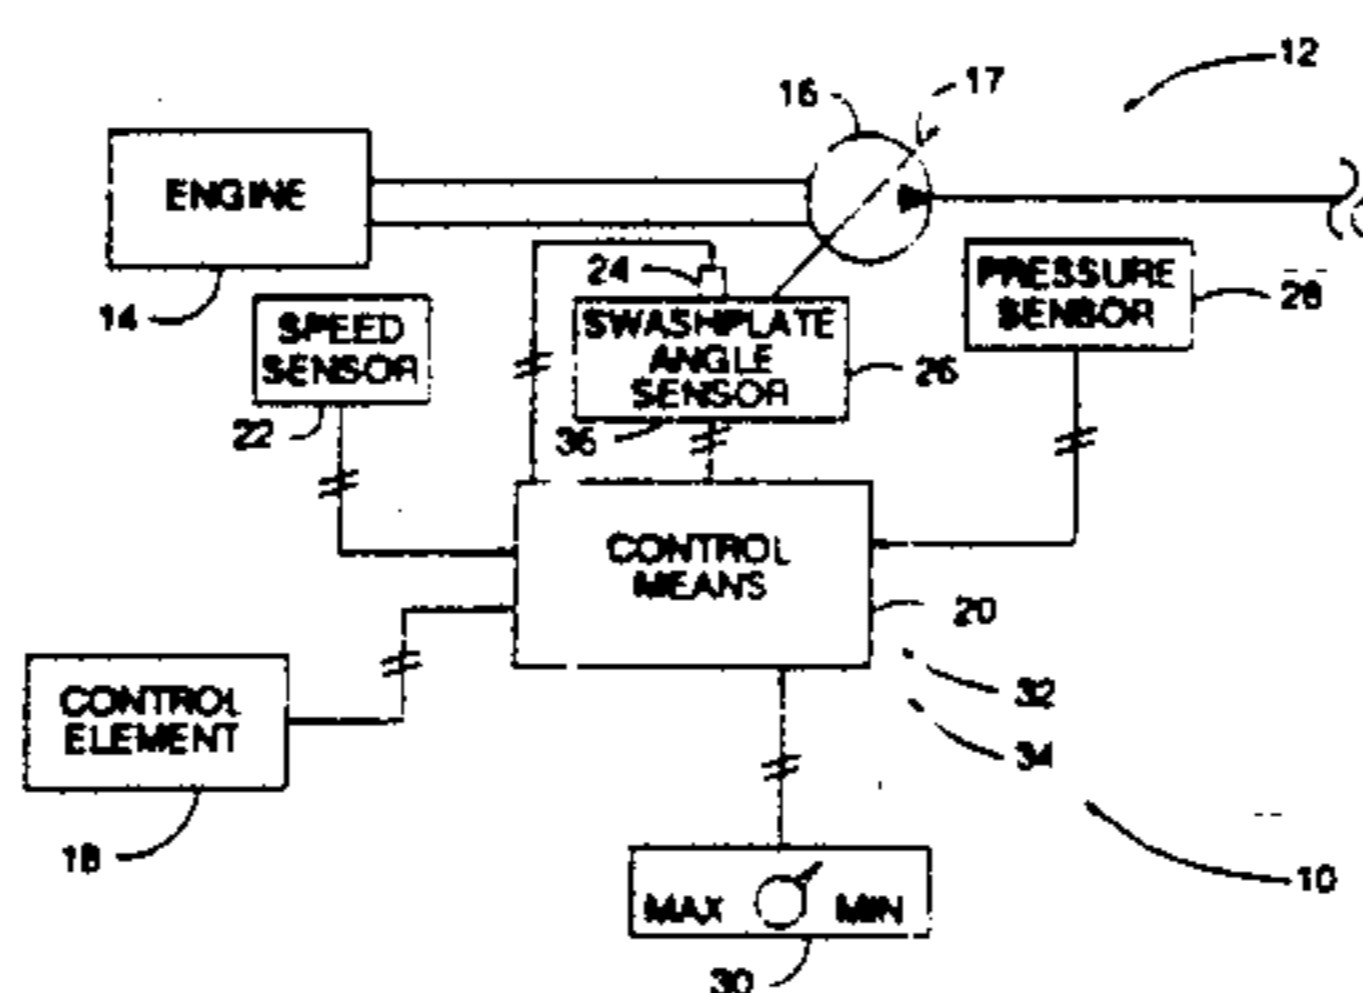 12
16
17
ENGINE
24
PRESSURE
SENSOR
28
14
SPEED
SENSOR
SWASHPLATE
ANGLE
SENSOR
26
22
36
CONTROL
MEANS
20
32
CONTROL
ELEMENT
34
18
10
MAX
MIN
30